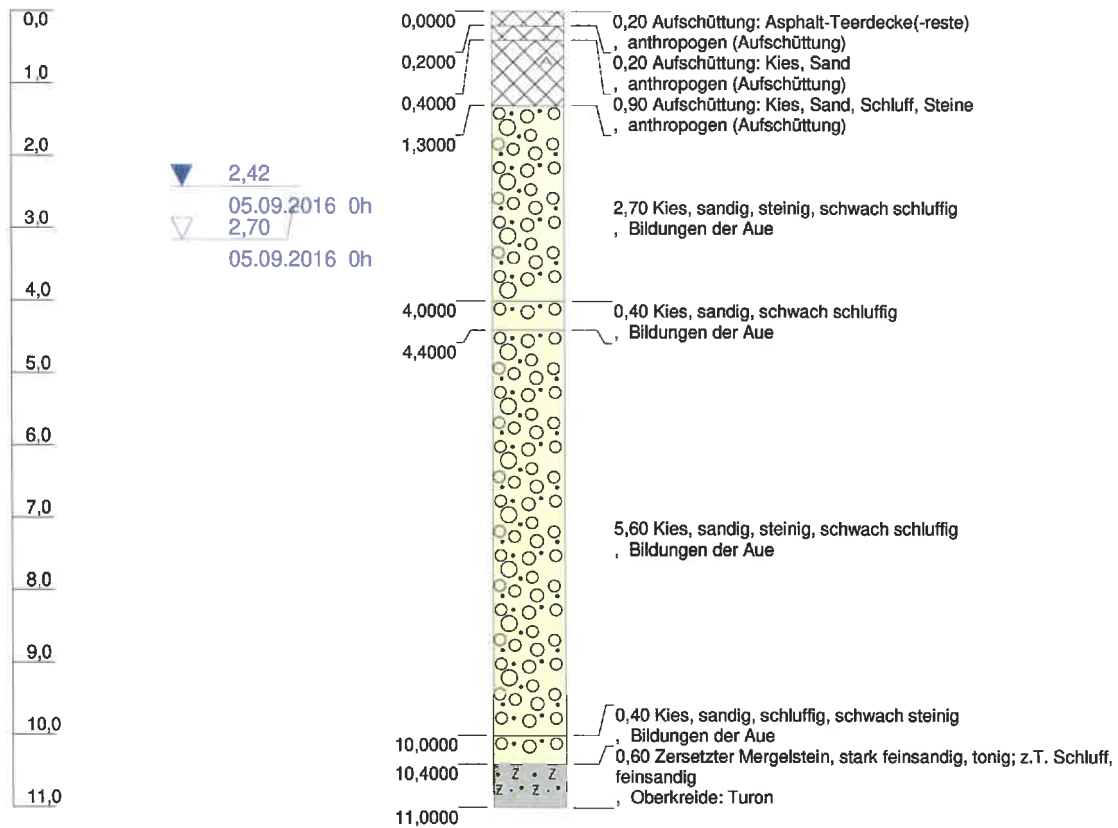 0,0
1,0
2,0
3,0
4,0
5,0
6,0
7,0
8,0
9,0
10,0
11,0
2,42
05.09.2016 0h
2,70
05.09.2016 0h
0,0000
0,2000
0,4000
1,3000
4,0000
4,4000
10,0000
10,4000
11,0000
0,20 Aufschüttung: Asphalt-Teerdecke(-reste)
, anthropogen (Aufschüttung)
0,20 Aufschüttung: Kies, Sand
, anthropogen (Aufschüttung)
0,90 Aufschüttung: Kies, Sand, Schluff, Steine
, anthropogen (Aufschüttung)
2,70 Kies, sandig, steinig, schwach schluffig
, Bildungen der Aue
0,40 Kies, sandig, schwach schluffig
, Bildungen der Aue
5,60 Kies, sandig, steinig, schwach schluffig
, Bildungen der Aue
0,40 Kies, sandig, schluffig, schwach steinig
, Bildungen der Aue
0,60 Zersetzter Mergelstein, stark feinsandig, tonig; z.T. Schluff,
feinsandig
, Oberkreide: Turon
Z Z
Z